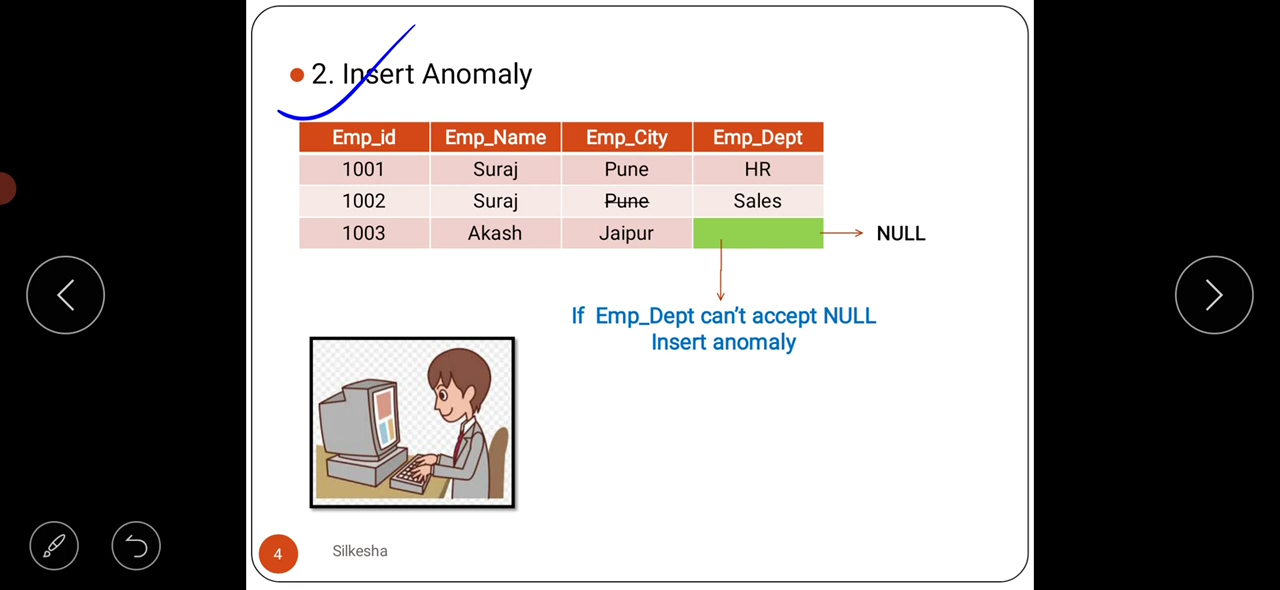 2. Insert Anomaly
Emp_id Emp_Name Emp_City Emp_Dept
1001 Suraj Pune HR
1002 Suraj Pune Sales
1003 Akash Jaipur
NULL
If Emp_Dept can't accept NULL
Insert anomaly
4
Silkesha